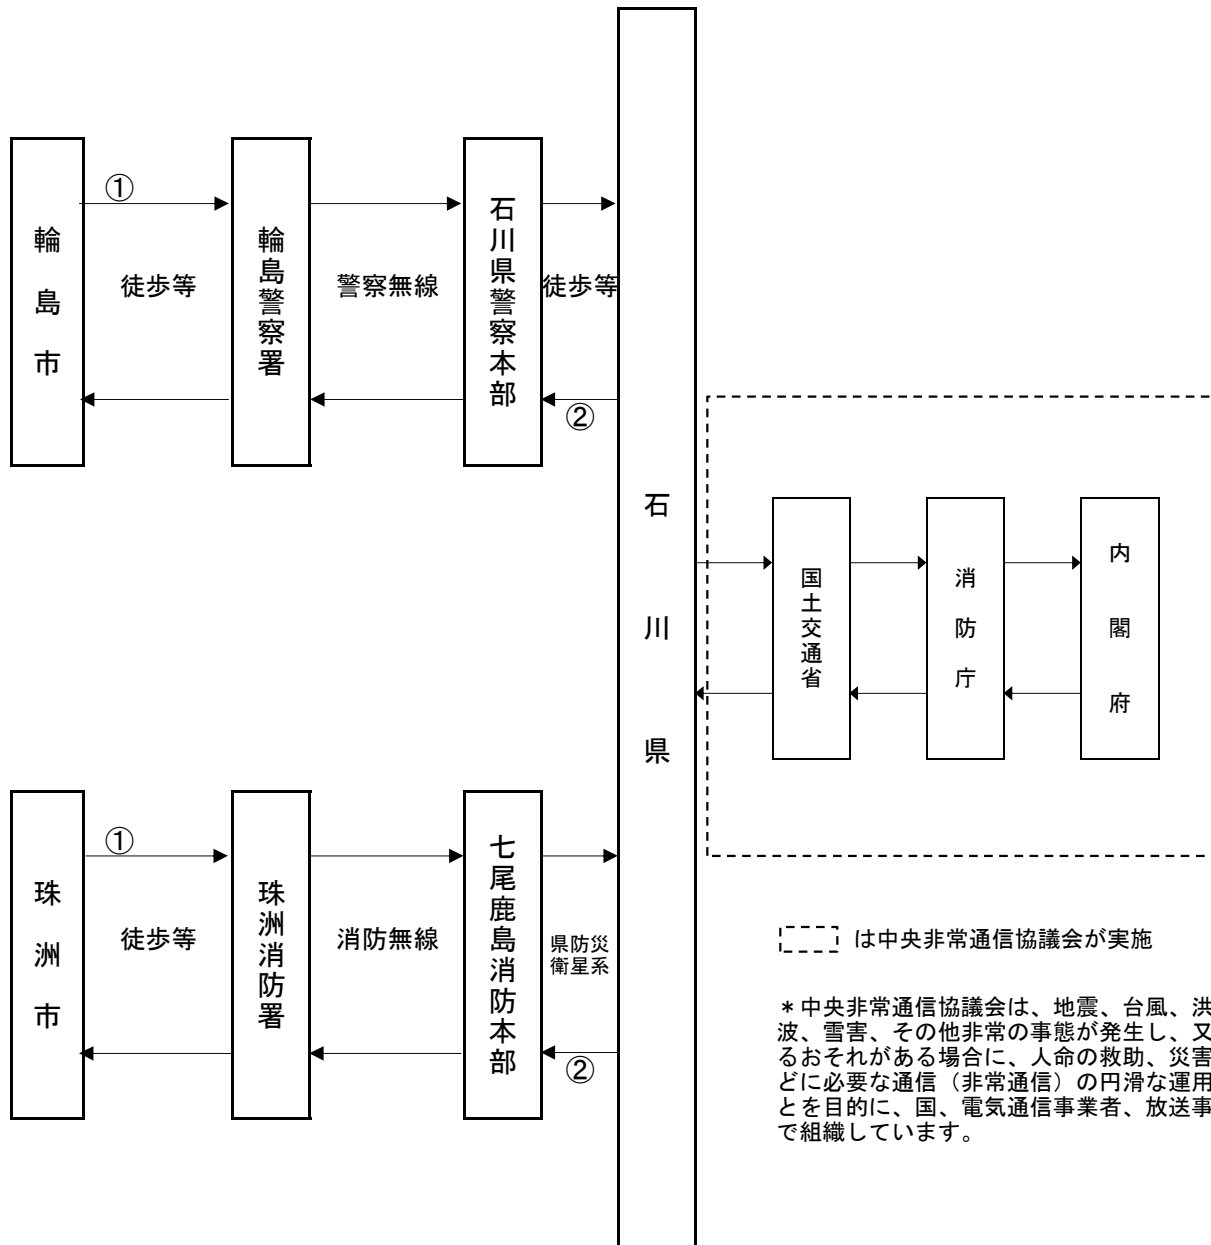 輪島市
①
徒歩等
輪島警察署
警察無線
石川県警察本部
徒歩等
②
石川県
国土交通省
消防庁
内閣府
珠洲市
①
徒歩等
珠洲消防署
消防無線
七尾鹿島消防本部
県防災
衛星系
②
は中央非常通信協議会が実施
＊中央非常通信協議会は、地震、台風、洪
波、雪害、その他非常の事態が発生し、又
るおそれがある場合に、人命の救助、災害
どに必要な通信（非常通信）の円滑な運用
とを目的に、国、電気通信事業者、放送事
で組織しています。